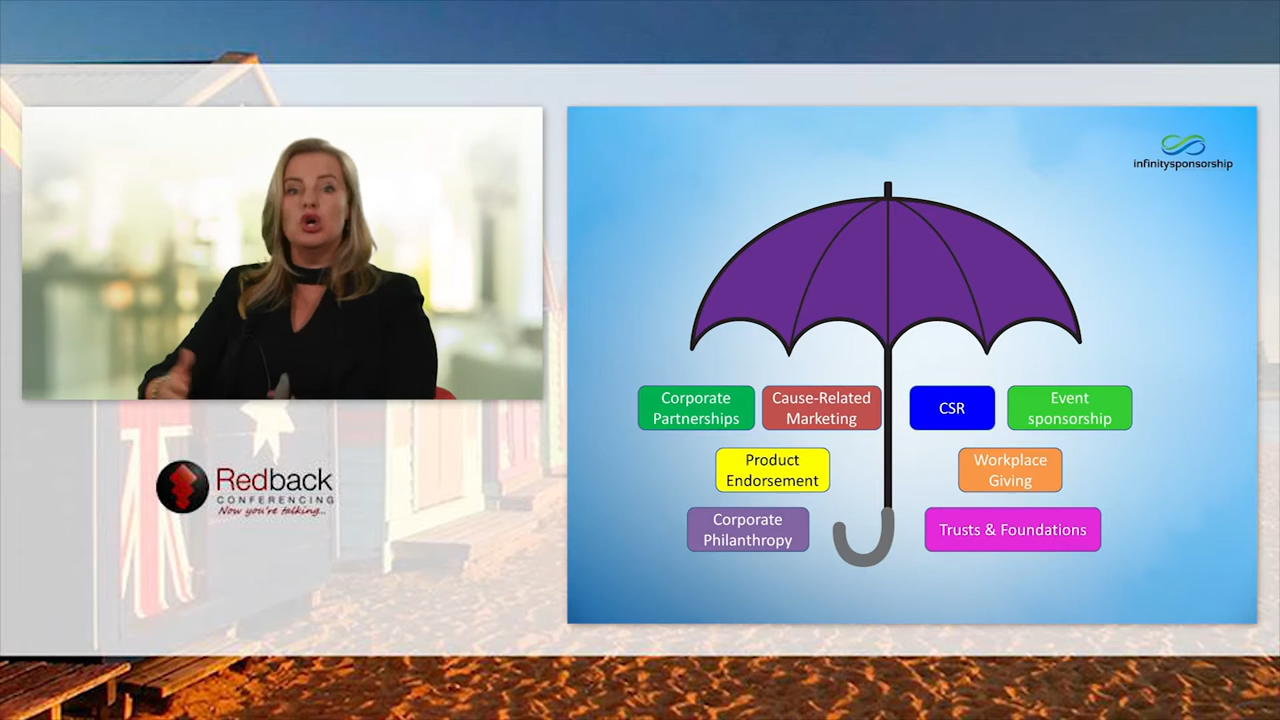 infinitysponsorship
Corporate
Partnerships
Cause-Related
Marketing
CSR
Event
sponsorship
Product
Endorsement
Workplace
Giving
Corporate
Philanthropy
Trusts & Foundations
Redback
CONFERENCING
Now you're talking...